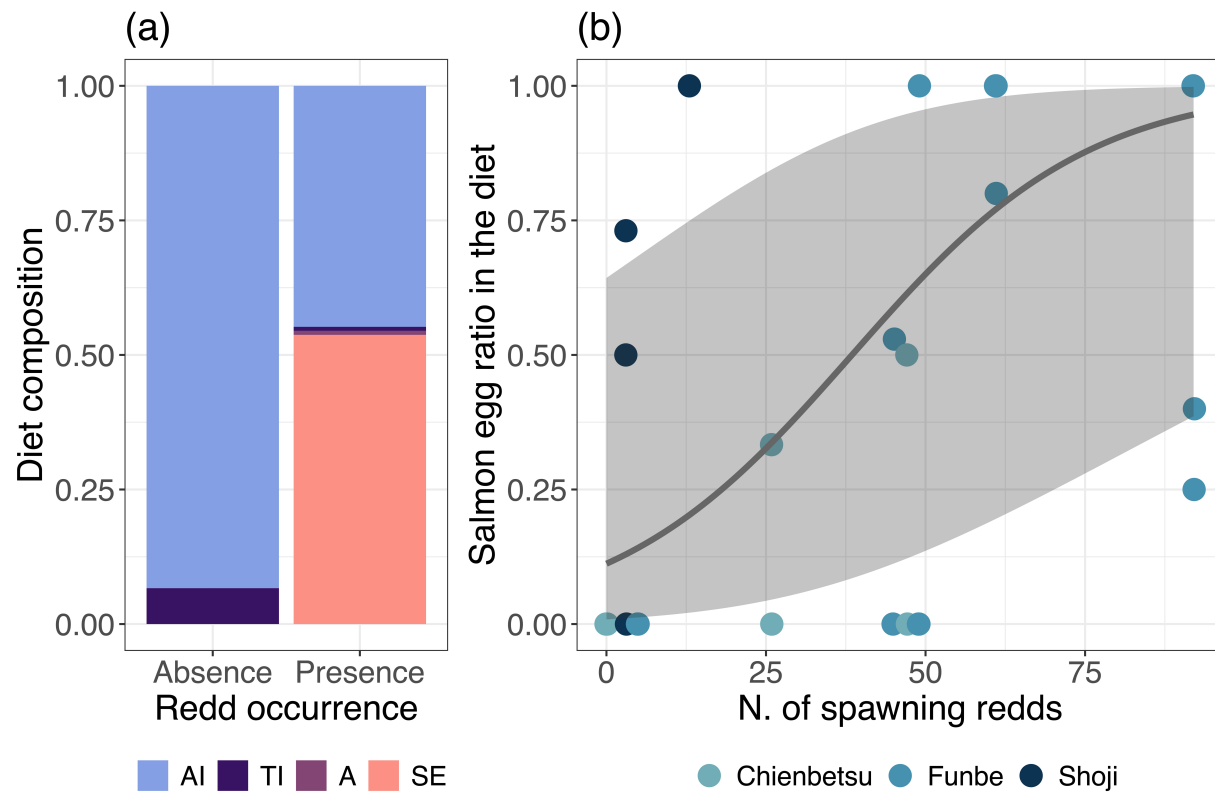 (a)
Diet composition
1.00
0.75
0.50
0.25
0.00
Absence Presence
Redd occurrence
AI TI A SE
(b)
Salmon egg ratio in the diet
1.00
0.75
0.50
0.25
0.00
0 25 50 75
N. of spawning redds
Chienbetsu Funbe Shoji